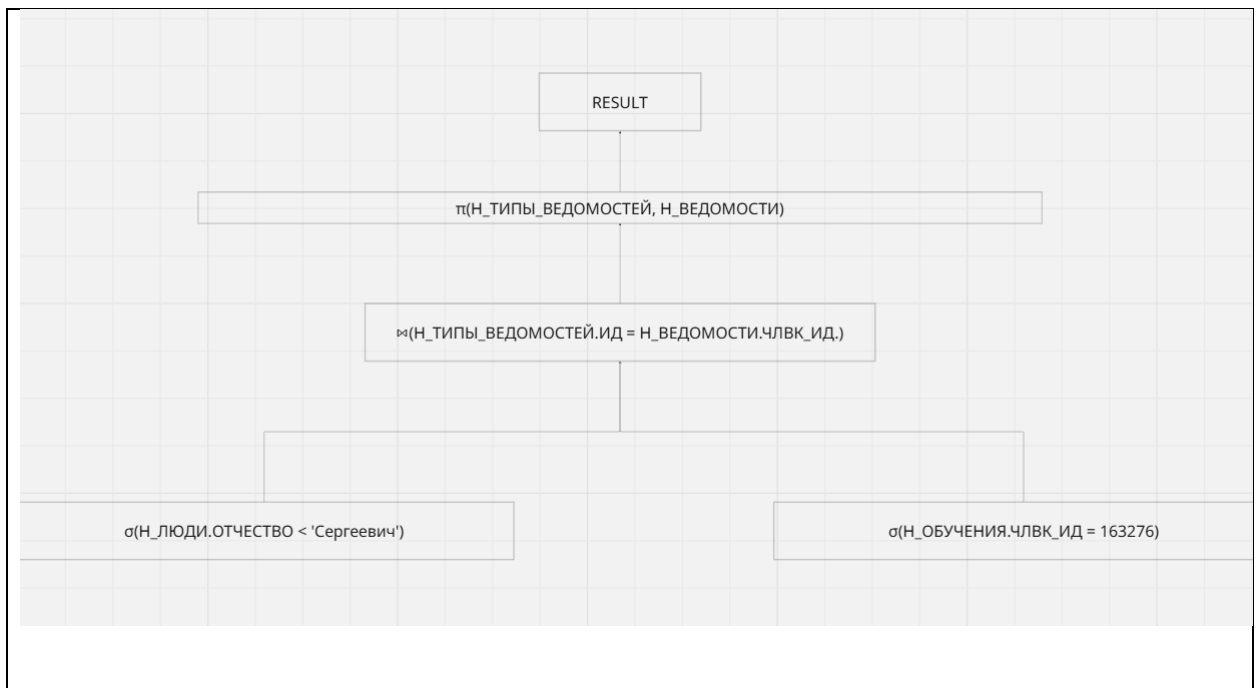 RESULT
π(Н_ТИПЫ_ВЕДОМОСТЕЙ, Н_ВЕДОМОСТИ)
⋈(Н_ТИПЫ_ВЕДОМОСТЕЙ.ИД = Н_ВЕДОМОСТИ.ЧЛВК_ИД.)
σ(Н_ЛЮДИ.ОТЧЕСТВО < 'Сергеевич')
σ(Н_ОБУЧЕНИЯ.ЧЛВК_ИД = 163276)